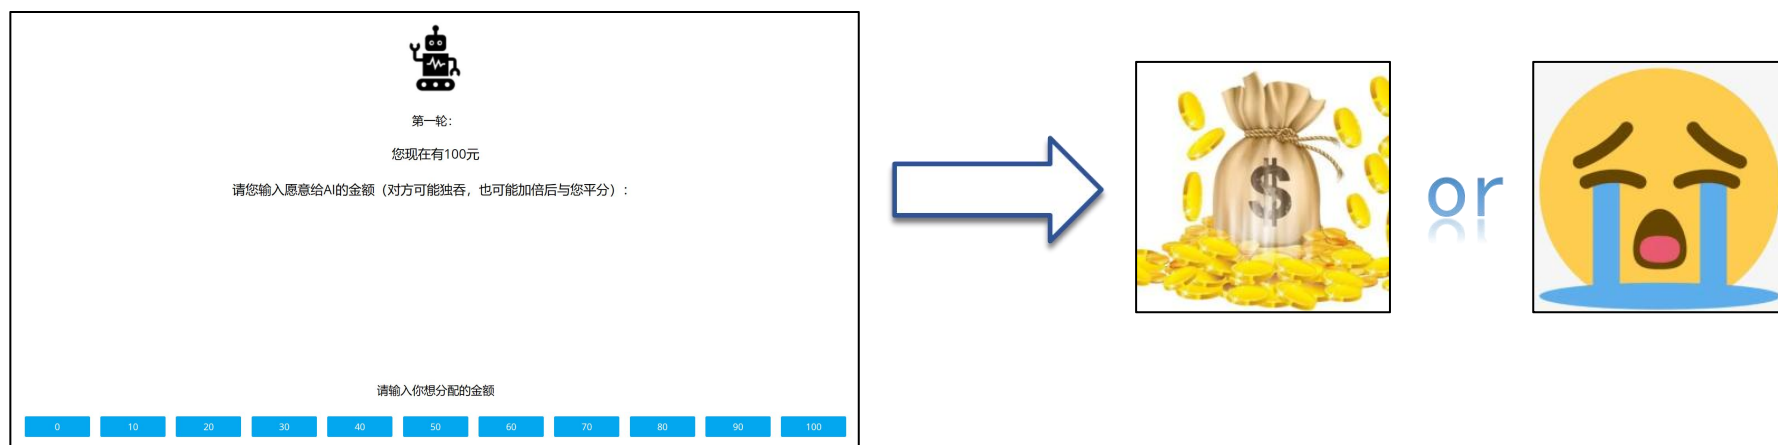 第一轮：
您现在有100元
请您输入愿意给AI的金额（对方可能独吞，也可能加倍后与您平分）：
请输入你想分配的金额
0 10 20 30 40 50 60 70 80 90 100
$
or